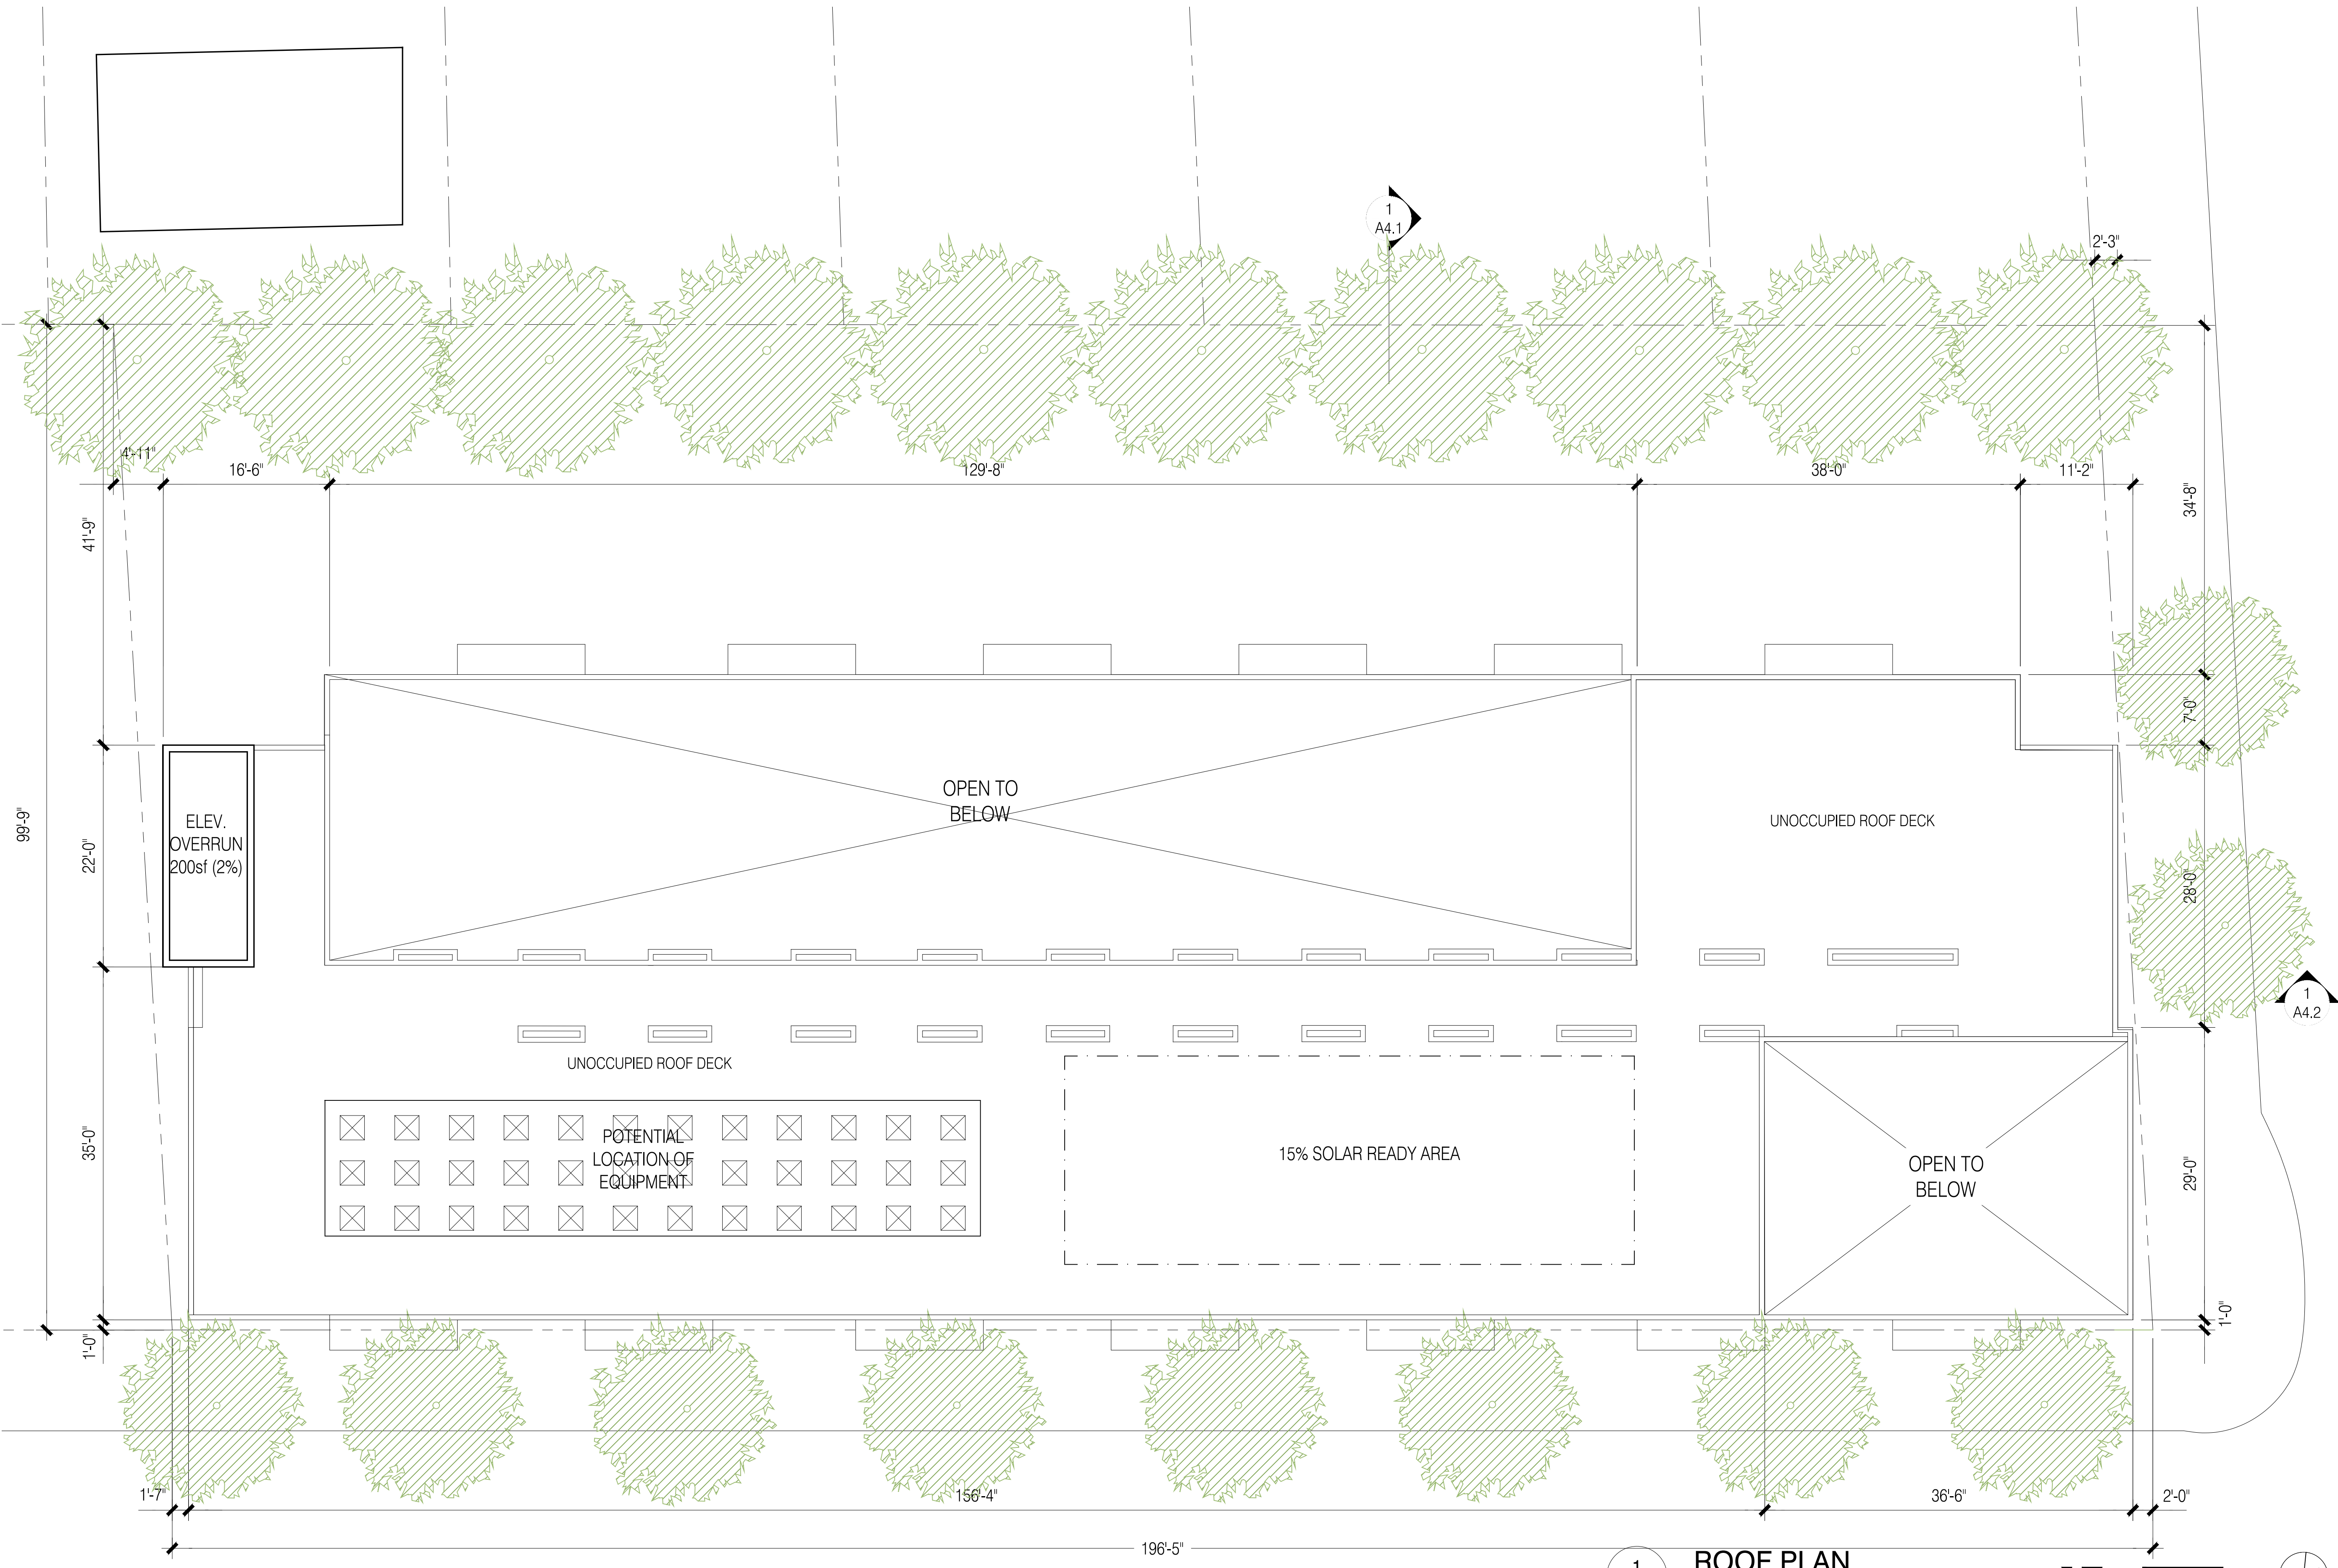 1
A4.1
2'-3"
4'-11"
16'-6"
129'-8"
38'-0"
11'-2"
41'-9"
34'-8"
7'-0"
OPEN TO
BELOW
UNOCCUPIED ROOF DECK
ELEV.
OVERRUN
200sf (2%)
99'-9"
22'-0"
28'-0"
1
A4.2
UNOCCUPIED ROOF DECK
POTENTIAL
LOCATION OF
EQUIPMENT
15% SOLAR READY AREA
OPEN TO
BELOW
35'-0"
29'-0"
1'-0"
1'-0"
1'-7"
156'-4"
36'-6"
2'-0"
196'-5"
1
ROOF PLAN